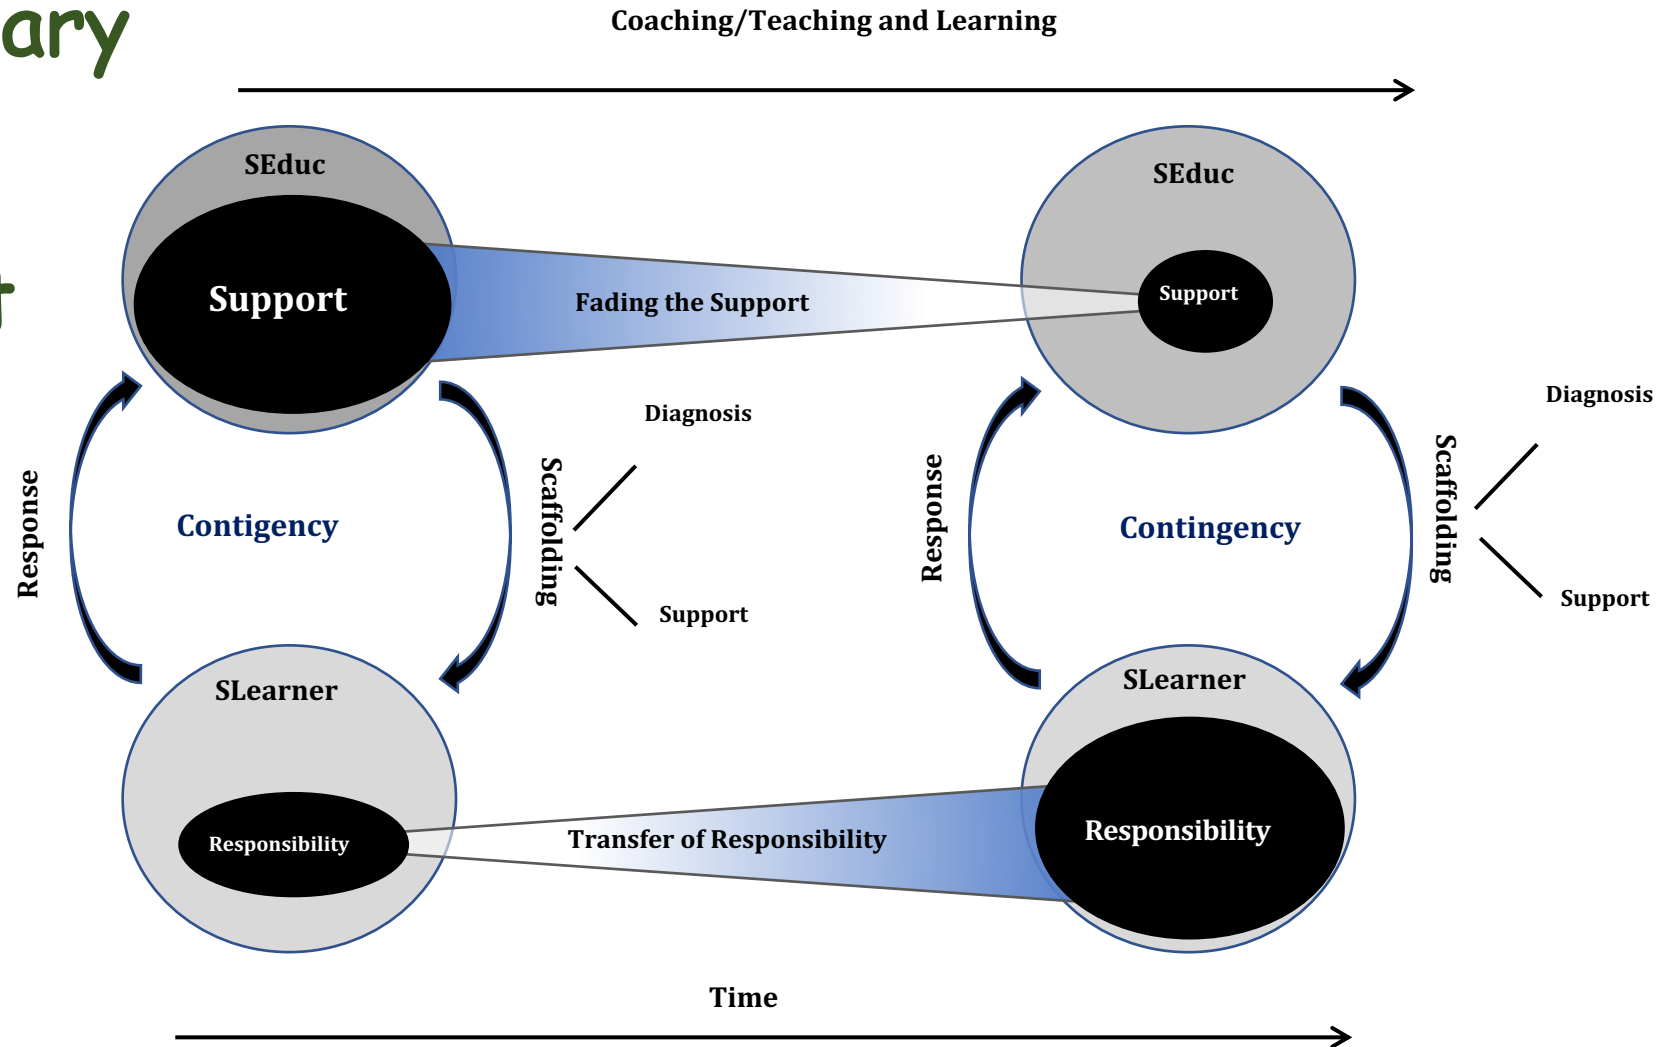 ary
Coaching/Teaching and Learning
SEduc
SEduc
Support
Fading the Support
Support
Diagnosis
Diagnosis
Response
Contigency
Scaffolding
Response
Contingency
Scaffolding
Support
Support
SLearner
SLearner
Responsibility
Transfer of Responsibility
Responsibility
Time